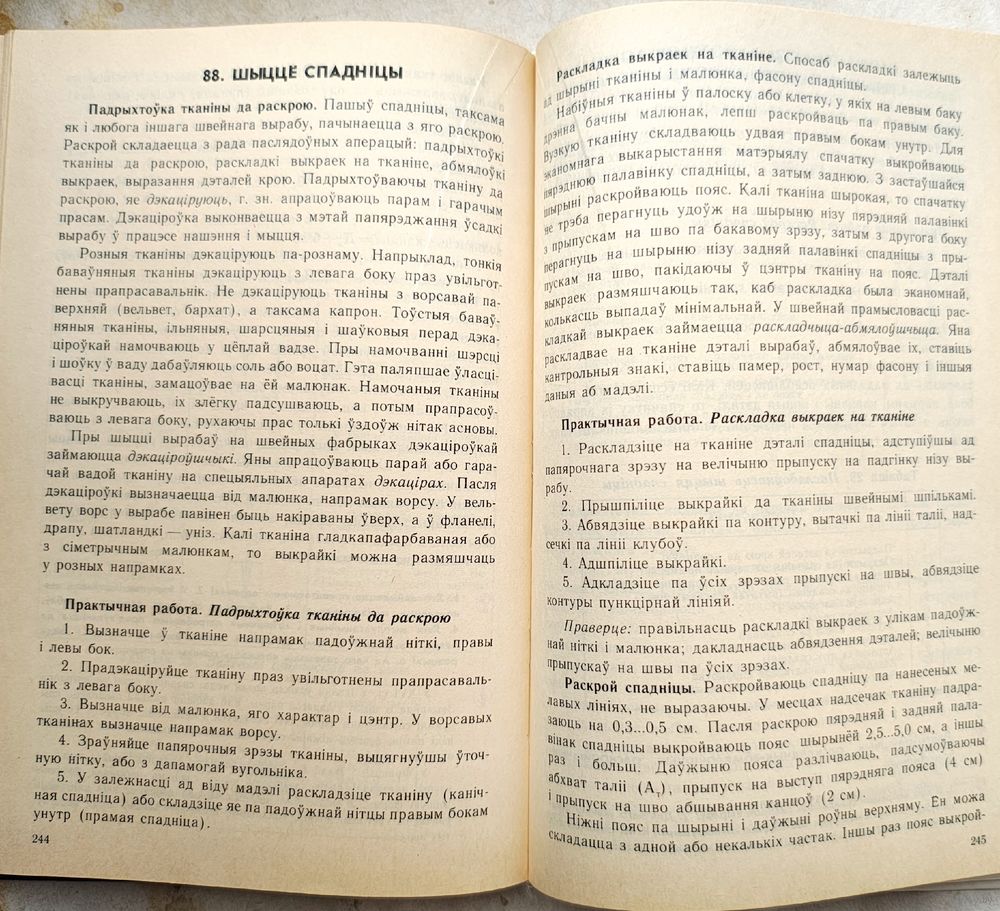 88. ШЫЦЦЁ СПАДНІЦЫ
Падрыхтоўка тканіны да раскрою. Пашыў спадніцы, таксама
як і любога іншага швейнага вырабу, пачынаецца з яго раскрою.
Раскрой складаецца з рада паслядоўных аперацый: падрыхтоўкі
тканіны да раскрою, раскладкі выкраек на тканіне, абмялоўкі
выкраек, выразання дэталей крою. Падрыхтоўваючы тканіну да
раскрою, яе дэкаціруюць, г. зн. апрацоўваюць парам і гарачым
прасам. Дэкаціроўка выконваецца з мэтай папярэджання ўсадкі
вырабу ў працэсе нашэння і мыцця.
Розныя тканіны дэкаціруюць па-рознаму. Напрыклад, тонкія
баваўняныя тканіны дэкаціруюць з левага боку праз увільгот-
нены прапрасавальнік. Не дэкаціруюць тканіны з ворсавай па-
верхняй (вельвет, бархат), а таксама капрон. Тоўстыя баваў-
няныя тканіны, ільняныя, шарсцяныя і шаўковыя перад дэка-
ціроўкай намочваюць у цёплай вадзе. Пры намочванні шэрсці
і шоўку ў ваду дабаўляюць соль або воцат. Гэта паляпшае ўласці-
васці тканіны, замацоўвае на ёй малюнак. Намочаныя тканіны
не выкручваюць, іх злёгку падсушваюць, а потым прапрасоў-
ваюць з левага боку, рухаючы прас толькі ўздоўж нітак асновы.
Пры шыцці вырабаў на швейных фабрыках дэкаціроўкай
займаюцца дэкаціроўшчыкі. Яны апрацоўваюць парай або гара-
чай вадой тканіну на спецыяльных апаратах дэкацірах. Пасля
дэкаціроўкі вызначаецца від малюнка, напрамак ворсу. У вель-
вету ворс у вырабе павінен быць накіраваны ўверх, а ў фланелі,
драпу, шатландкі — уніз. Калі тканіна гладкапафарбаваная або
з сіметрычным малюнкам, то выкрайкі можна размяшчаць
у розных напрамках.
Практычная работа. Падрыхтоўка тканіны да раскрою
1. Вызначце ў тканіне напрамак падоўжнай ніткі, правы
і левы бок.
2. Прадэкаціруйце тканіну праз увільготнены прапрасаваль-
нік з левага боку.
3. Вызначце від малюнка, яго характар і цэнтр. У ворсавых
тканінах вызначце напрамак ворсу.
4. Зраўняйце папярочныя зрэзы тканіны, выцягнуўшы ўточ-
ную нітку, або з дапамогай вугольніка.
5. У залежнасці ад віду мадэлі раскладзіце тканіну (каніч-
ная спадніца) або складзіце яе па падоўжнай нітцы правым бокам
унутр (прамая спадніца).
244
Раскладка выкраек на тканіне. Спосаб раскладкі залежыць
ад шырыні тканіны і малюнка, фасону спадніцы.
Набіўныя тканіны ў палоску або клетку, у якіх на левым баку
дрэнна бачны малюнак, лепш раскройваць па правым баку.
Вузкую тканіну складваюць удвая правым бокам унутр. Для
эканомнага выкарыстання матэрыялу спачатку выкройваюць
пярэднюю палавінку спадніцы, а затым заднюю. З застаўшайся
шырыні раскройваюць пояс. Калі тканіна шырокая, то спачатку
не трэба перагнуць удоўж на шырыню нізу пярэдняй палавінкі
з прыпускам на шво па бакавому зрэзу, затым з другога боку
перагнуць на шырыню нізу задняй палавінкі спадніцы з пры-
пускам на шво, пакідаючы ў цэнтры тканіну на пояс. Дэталі
выкраек размяшчаюць так, каб раскладка была эканомнай,
колькасць выпадаў мінімальнай. У швейнай прамысловасці рас-
кладкай выкраек займаецца раскладчыца-абмялоўшчыца. Яна
раскладвае на тканіне дэталі вырабаў, абмялоўвае іх, ставіць
кантрольныя знакі, ставіць памер, рост, нумар фасону і іншыя
даныя аб мадэлі.
Практычная работа. Раскладка выкраек на тканіне
1. Раскладзіце на тканіне дэталі спадніцы, адступіўшы ад
папярочнага зрэзу на велічыню прыпуску на падгінку нізу вы-
рабу.
2. Прышпіліце выкрайкі да тканіны швейнымі шпількамі.
3. Абвядзіце выкрайкі па контуру, вытачкі па лініі таліі, над-
сечкі па лініі клубоў.
4. Адшпіліце выкрайкі.
5. Адкладзіце па ўсіх зрэзах прыпускі на швы, абвядзіце
контуры пункцірнай лініяй.
Праверце: правільнасць раскладкі выкраек з улікам падоўж-
най ніткі і малюнка; дакладнасць абвядзення дэталей; велічыню
прыпускаў на швы па ўсіх зрэзах.
Раскрой спадніцы. Раскройваюць спадніцу па нанесеных ме-
лавых лініях, не выразаючы. У месцах надсечак тканіну падра-
заюць на 0,3...0,5 см. Пасля раскрою пярэдняй і задняй пала-
вінак спадніцы выкройваюць пояс шырынёй 2,5...5,0 см, а іншы
раз і больш. Даўжыню пояса разлічваюць, падсумоўваючы
абхват таліі (Ат), прыпуск на выступ пярэдняга пояса (4 см)
і прыпуск на шво абшывання канцоў (2 см).
Ніжні пояс па шырыні і даўжыні роўны верхняму. Ён можа
складацца з адной або некалькіх частак. Іншы раз пояс выкрой-
245